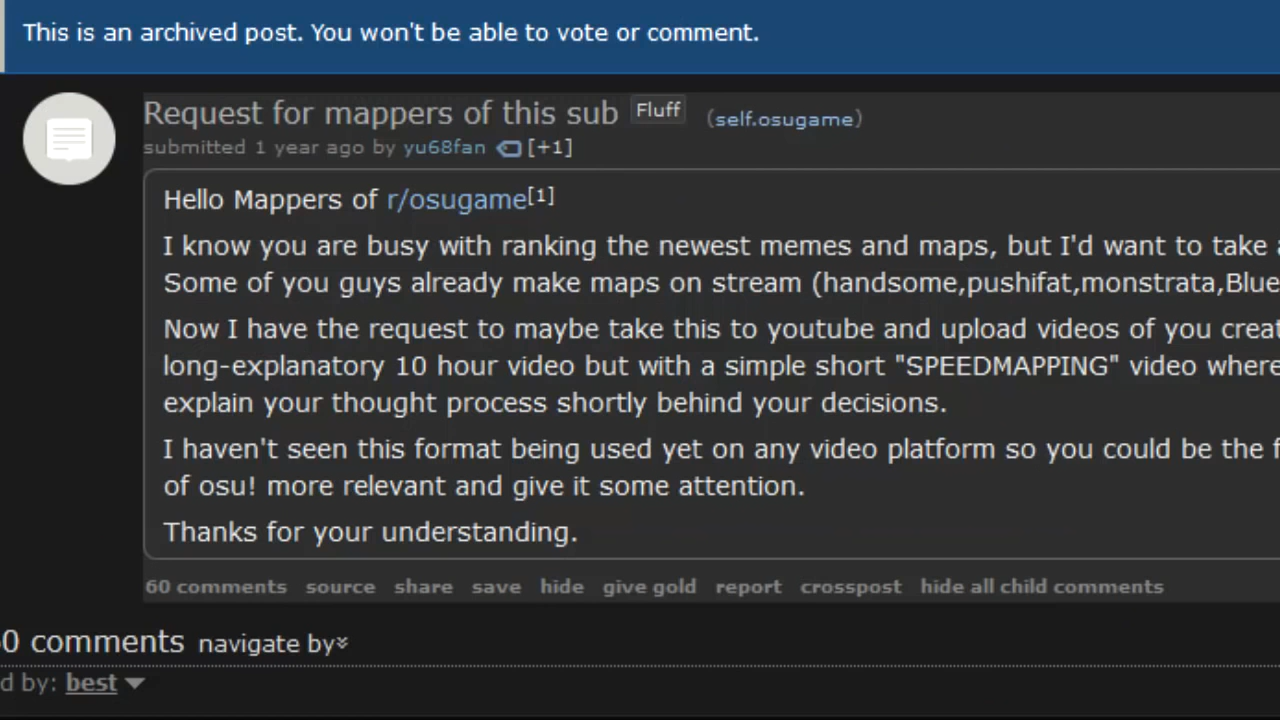 This is an archived post. You won't be able to vote or comment.
Request for mappers of this sub Fluff (self.osugame)
submitted 1 year ago by yu68fan [+1]
Hello Mappers of r/osugame[1]
I know you are busy with ranking the newest memes and maps, but I'd want to take
Some of you guys already make maps on stream (handsome,pushifat,monstrata,Blue
Now I have the request to maybe take this to youtube and upload videos of you creat
long-explanatory 10 hour video but with a simple short "SPEEDMAPPING" video where
explain your thought process shortly behind your decisions.
I haven't seen this format being used yet on any video platform so you could be the f
of osu! more relevant and give it some attention.
Thanks for your understanding.
60 comments source share save hide give gold report crosspost hide all child comments
0 comments navigate by
d by: best